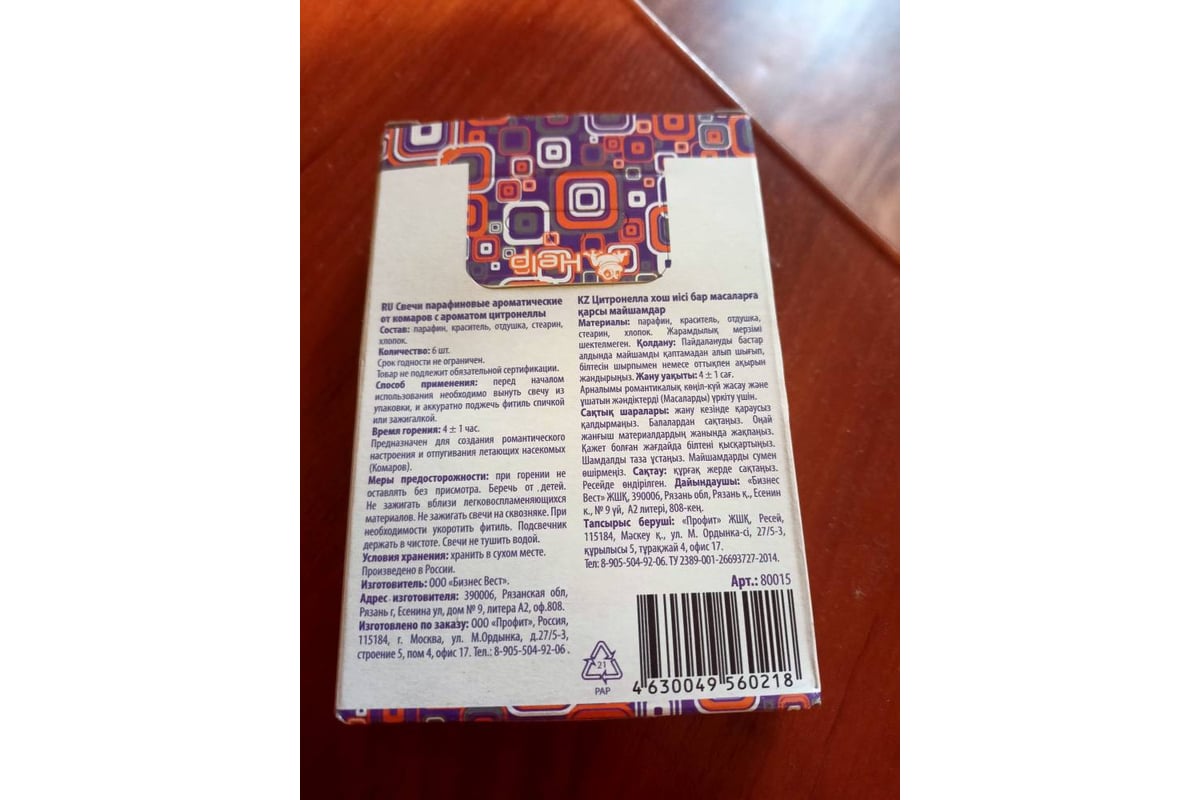 Help
RU Свечи парафиновые ароматические
от комаров с ароматом цитронеллы
Состав: парафин, краситель, отдушка, стеарин,
хлопок.
Количество: 6 шт.
Срок годности не ограничен.
Товар не подлежит обязательной сертификации.
Способ применения: перед началом
использования необходимо вынуть свечу из
упаковки, и аккуратно поджечь фитиль спичкой
или зажигалкой.
Время горения: 4 ± 1 час.
Предназначен для создания романтического
настроения и отпугивания летающих насекомых
(Комаров).
Меры предосторожности: при горении не
оставлять без присмотра. Беречь от детей.
Не зажигать вблизи легковоспламеняющихся
материалов. Не зажигать свечи на сквозняке. При
необходимости укоротить фитиль. Подсвечник
держать в чистоте. Свечи не тушить водой.
Условия хранения: хранить в сухом месте.
Произведено в России.
Изготовитель: ООО «Бизнес Вест».
Адрес изготовителя: 390006, Рязанская обл,
Рязань г, Есенина ул, дом № 9, литера А2, оф.808.
Изготовлено по заказу: ООО «Профит», Россия,
115184, г. Москва, ул. М.Ордынка, д.27/5-3,
строение 5, пом 4, офис 17. Тел.: 8-905-504-92-06 .
KZ Цитронелла хош иісі бар масаларға
қарсы майшамдар
Материалы: парафин, краситель, отдушка,
стеарин, хлопок. Жарамдылық мерзімі
шектелмеген. Қолдану: Пайдалануды бастар
алдында майшамды қаптамадан алып шығып,
білтесін шырпымен немесе оттықпен ақырын
жандырыңыз. Жану уақыты: 4 ± 1 сағ.
Арналымы романтикалық көңіл-күй жасау және
ұшатын жәндіктерді (Масаларды) үркіту үшін.
Сақтық шаралары: жану кезінде қараусыз
қалдырмаңыз. Балалардан сақтаңыз. Оңай
жанғыш материалдардың жанында жақпаңыз.
Қажет болған жағдайда білтені қысқартыңыз.
Шамдалды таза ұстаңыз. Майшамдарды сумен
өшірмеңіз. Сақтау: құрғақ жерде сақтаңыз.
Ресейде өндірілген. Дайындаушы: «Бизнес
Вест» ЖШҚ, 390006, Рязань обл, Рязань қ., Есенин
к., № 9 үй, А2 литері, 808-кең.
Тапсырыс беруші: «Профит» ЖШҚ, Ресей,
115184, Маскеу қ., ул. М. Ордынка-сі, 27/5-3,
құрылысы 5, тұрақжай 4, офис 17.
Тел: 8-905-504-92-06. ТУ 2389-001-26693727-2014.
Арт.: 80015
21
PAP
4 630049 560218